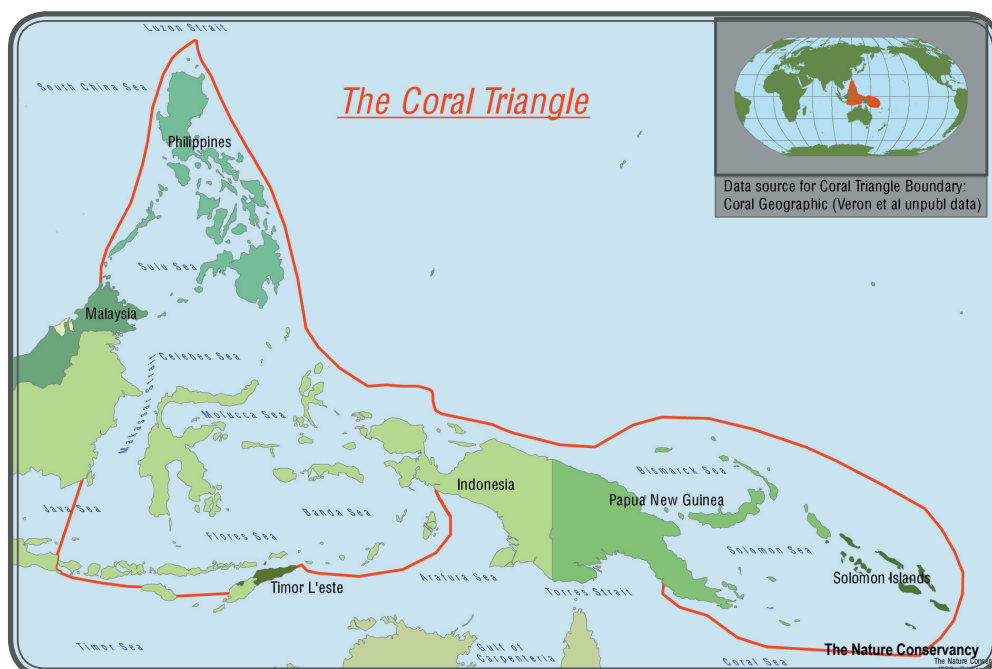 Luzon Strait
South China Sea
The Coral Triangle
Philippines
Data source for Coral Triangle Boundary:
Coral Geographic (Veron et al unpubl data)
Sulu Sea
Malaysia
Celebes Sea
Makassar Strait
Molucca Sea
Bismarck Sea
Indonesia
Papua New Guinea
Java Sea
Banda Sea
Flores Sea
Solomon Sea
Arafura Sea
Solomon Islands
Timor L'este
Torres Strait
Timor Sea
Gulf of
Carpenteria
Coral Sea
The Nature Conservancy
The Nature